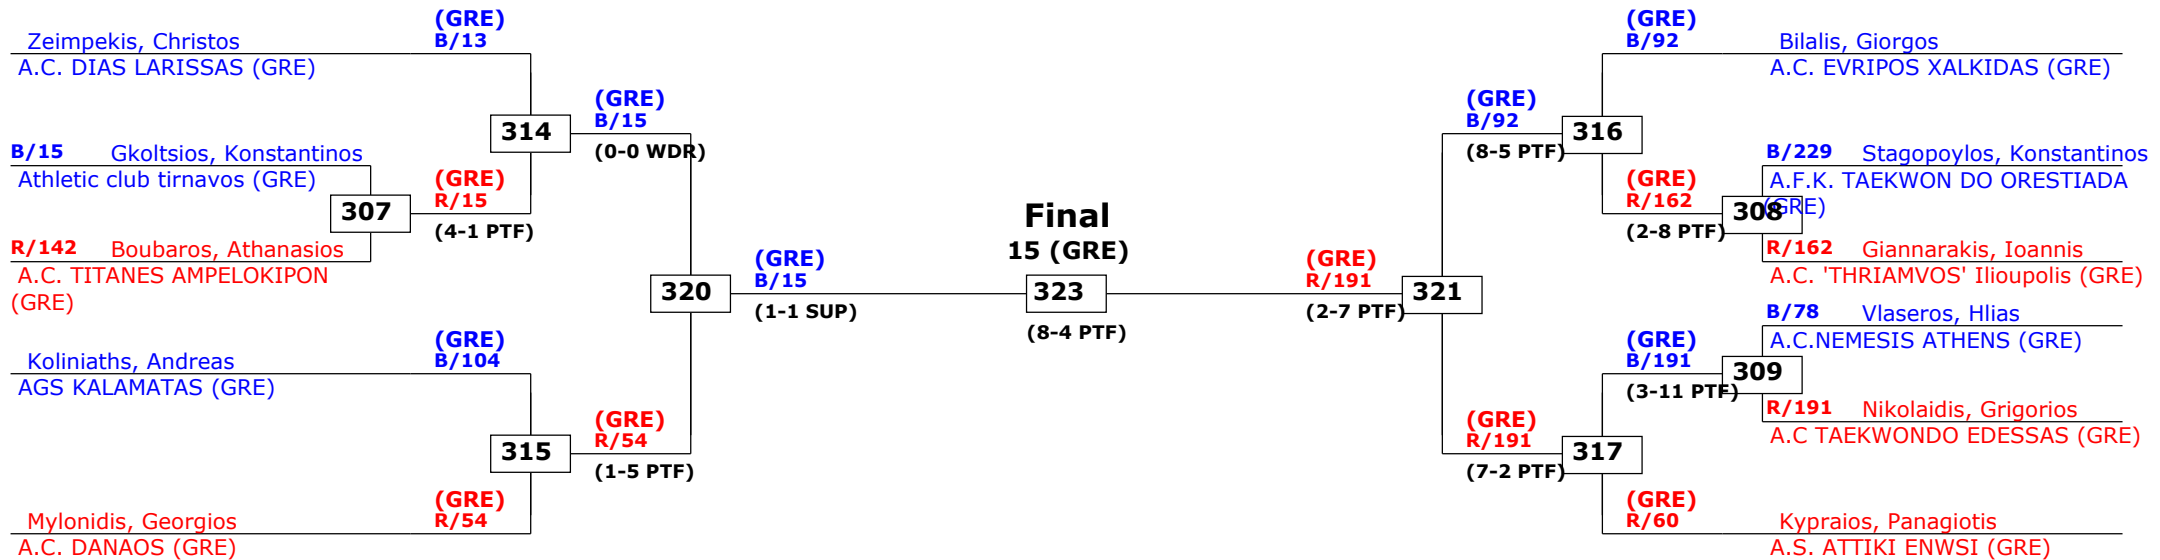 (GRE)
Zeimpekis, Christos B/13
A.C. DIAS LARISSAS (GRE)
(GRE)
314 B/15
(0-0 WDR)
B/15 Gkoltsios, Konstantinos
Athletic club tirnavos (GRE)
(GRE)
307 R/15
(4-1 PTF)
R/142 Boubaros, Athanasios
A.C. TITANES AMPELOKIPON
(GRE)
(GRE)
320 B/15
(1-1 SUP)
(GRE)
Koliniaths, Andreas B/104
AGS KALAMATAS (GRE)
(GRE)
315 R/54
(1-5 PTF)
(GRE)
Mylonidis, Georgios R/54
A.C. DANAOS (GRE)
Final
15 (GRE)
323
(8-4 PTF)
(GRE)
B/92 Bilalis, Giorgos
A.C. EVRIPOS XALKIDAS (GRE)
(GRE)
B/92 316
(8-5 PTF)
B/229 Stagopoylos, Konstantinos
A.F.K. TAEKWON DO ORESTIADA
(GRE)
(GRE)
R/162 308
(2-8 PTF)
R/162 Giannarakis, Ioannis
A.C. 'THRIAMVOS' Ilioupolis (GRE)
(GRE)
R/191 321
(2-7 PTF)
B/78 Vlaseros, Hlias
A.C.NEMESIS ATHENS (GRE)
(GRE)
B/191 309
(3-11 PTF)
R/191 Nikolaidis, Grigorios
A.C TAEKWONDO EDESSAS (GRE)
(GRE)
R/191 317
(7-2 PTF)
(GRE)
R/60 Kypraios, Panagiotis
A.S. ATTIKI ENWSI (GRE)